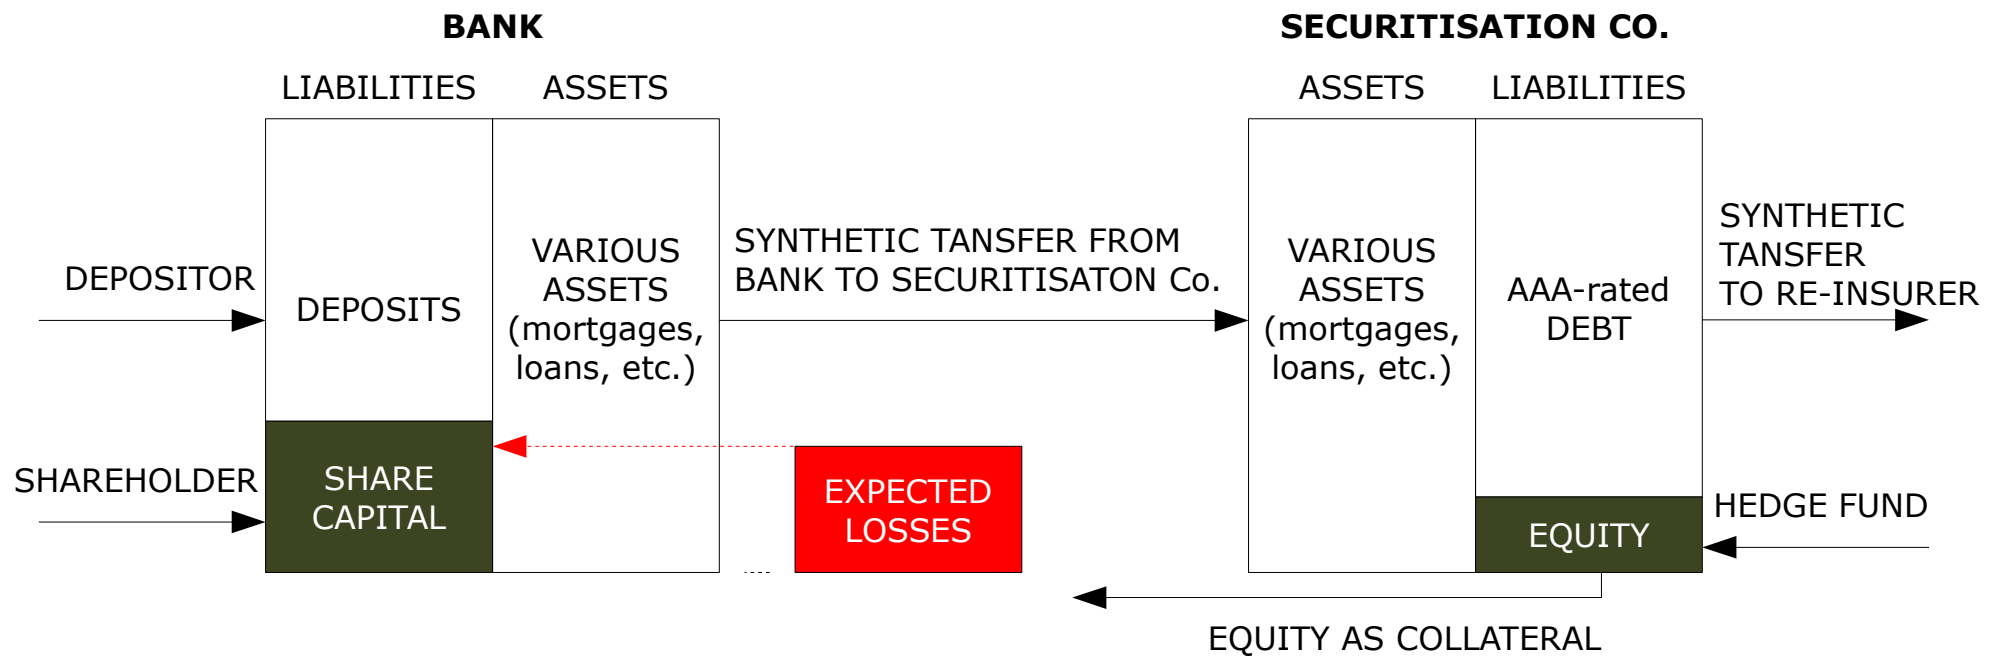 BANK
SECURITISATION CO.
LIABILITIES
ASSETS
ASSETS
LIABILITIES
DEPOSITOR
DEPOSITS
VARIOUS
ASSETS
(mortgages,
loans, etc.)
SYNTHETIC TANSFER FROM
BANK TO SECURITISATON Co.
VARIOUS
ASSETS
(mortgages,
loans, etc.)
AAA-rated
DEBT
SYNTHETIC
TANSFER
TO RE-INSURER
SHAREHOLDER
SHARE
CAPITAL
EXPECTED
LOSSES
EQUITY
HEDGE FUND
EQUITY AS COLLATERAL